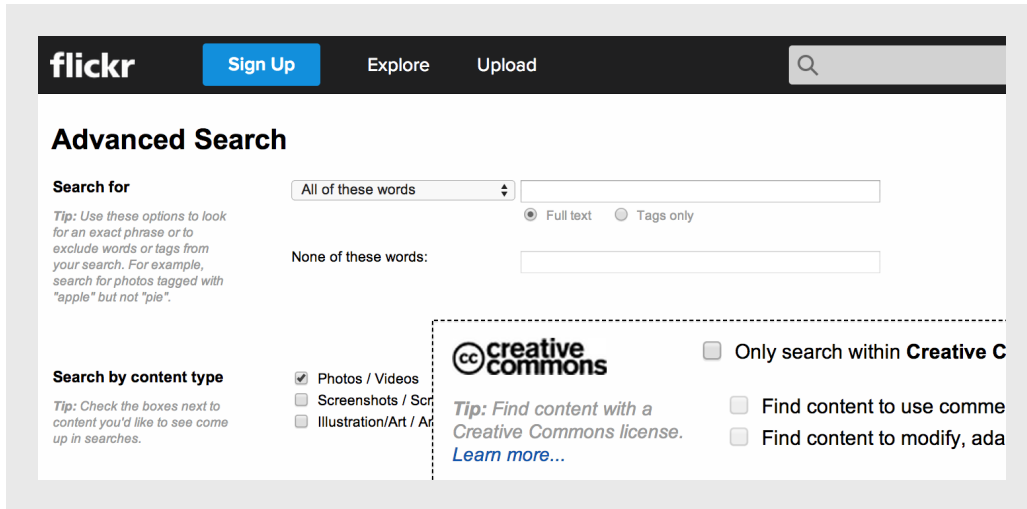 flickr Sign Up Explore Upload
Advanced Search
Search for
All of these words
Full text Tags only
Tip: Use these options to look
for an exact phrase or to
exclude words or tags from
your search. For example,
search for photos tagged with
"apple" but not "pie".
None of these words:
Search by content type
Tip: Check the boxes next to
content you'd like to see come
up in searches.
Photos / Videos
Screenshots / Scr
Illustration/Art / Ar
cc creative
commons
Tip: Find content with a
Creative Commons license.
Learn more...
Only search within Creative C
Find content to use comme
Find content to modify, ada